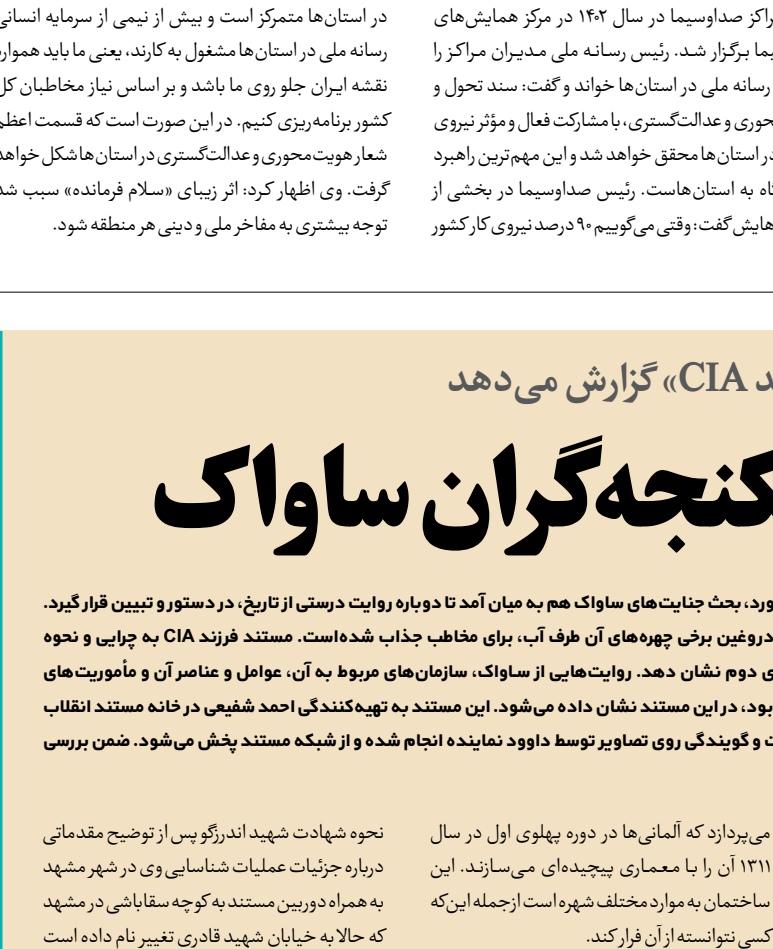 راکز صداوسیما در سال ۱۴۰۲ در مرکز همایش‌های
یما برگزار شد. رئیس رسانه ملی مدیران مراکز را
رسانه ملی در استان‌ها خواند و گفت: سند تحول و
حوری و عدالت‌گستری، با مشارکت فعال و مؤثر نیروی
در استان‌ها محقق خواهد شد و این مهم‌ترین راهبرد
اه به استان‌هاست. رئیس صداوسیما در بخشی از
هایش گفت: وقتی می‌گوییم ۹۰ درصد نیروی کار کشور
در استان‌ها متمرکز است و بیش از نیمی از سرمایه انسانی
رسانه ملی در استان‌ها مشغول به کارند، یعنی ما باید هموار
نقشه ایران جلو روی ما باشد و بر اساس نیاز مخاطبان کل
کشور برنامه‌ریزی کنیم. در این صورت است که قسمت اعظم
شعار هویت‌محوری و عدالت‌گستری در استان‌ها شکل خواهد
گرفت. وی اظهار کرد: اثر زیبای «سلام فرمانده» سبب شد
توجه بیشتری به مفاخر ملی و دینی هر منطقه شود.
د CIA» گزارش می‌دهد
کنجه‌گران ساواک
ورد، بحث جنایت‌های ساواک هم به میان آمد تا دوباره روایت درستی از تاریخ، در دستور و تبیین قرار گیرد.
دروغین برخی چهره‌های آن طرف آب، برای مخاطب جذاب شده‌است. مستند فرزند CIA به چرایی و نحوه
ی دوم نشان دهد. روایت‌هایی از ساواک، سازمان‌های مربوط به آن، عوامل و عناصر آن و مأموریت‌های
بود، در این مستند نشان داده می‌شود. این مستند به تهیه‌کنندگی احمد شفیعی در خانه مستند انقلاب
ت و گویندگی روی تصاویر توسط داوود نماینده انجام شده و از شبکه مستند پخش می‌شود. ضمن بررسی
می‌پردازد که آلمانی‌ها در دوره پهلوی اول در سال
۱۳۱۱ آن را با معماری پیچیده‌ای می‌سازند. این
ساختمان به موارد مختلف شهره است ازجمله این‌که
کسی نتوانسته از آن فرار کند.
نحوه شهادت شهید اندرزگو پس از توضیح مقدماتی
درباره جزئیات عملیات شناسایی وی در شهر مشهد
به همراه دوربین مستند به کوچه سقاباشی در مشهد
که حالا به خیابان شهید قادری تغییر نام داده است